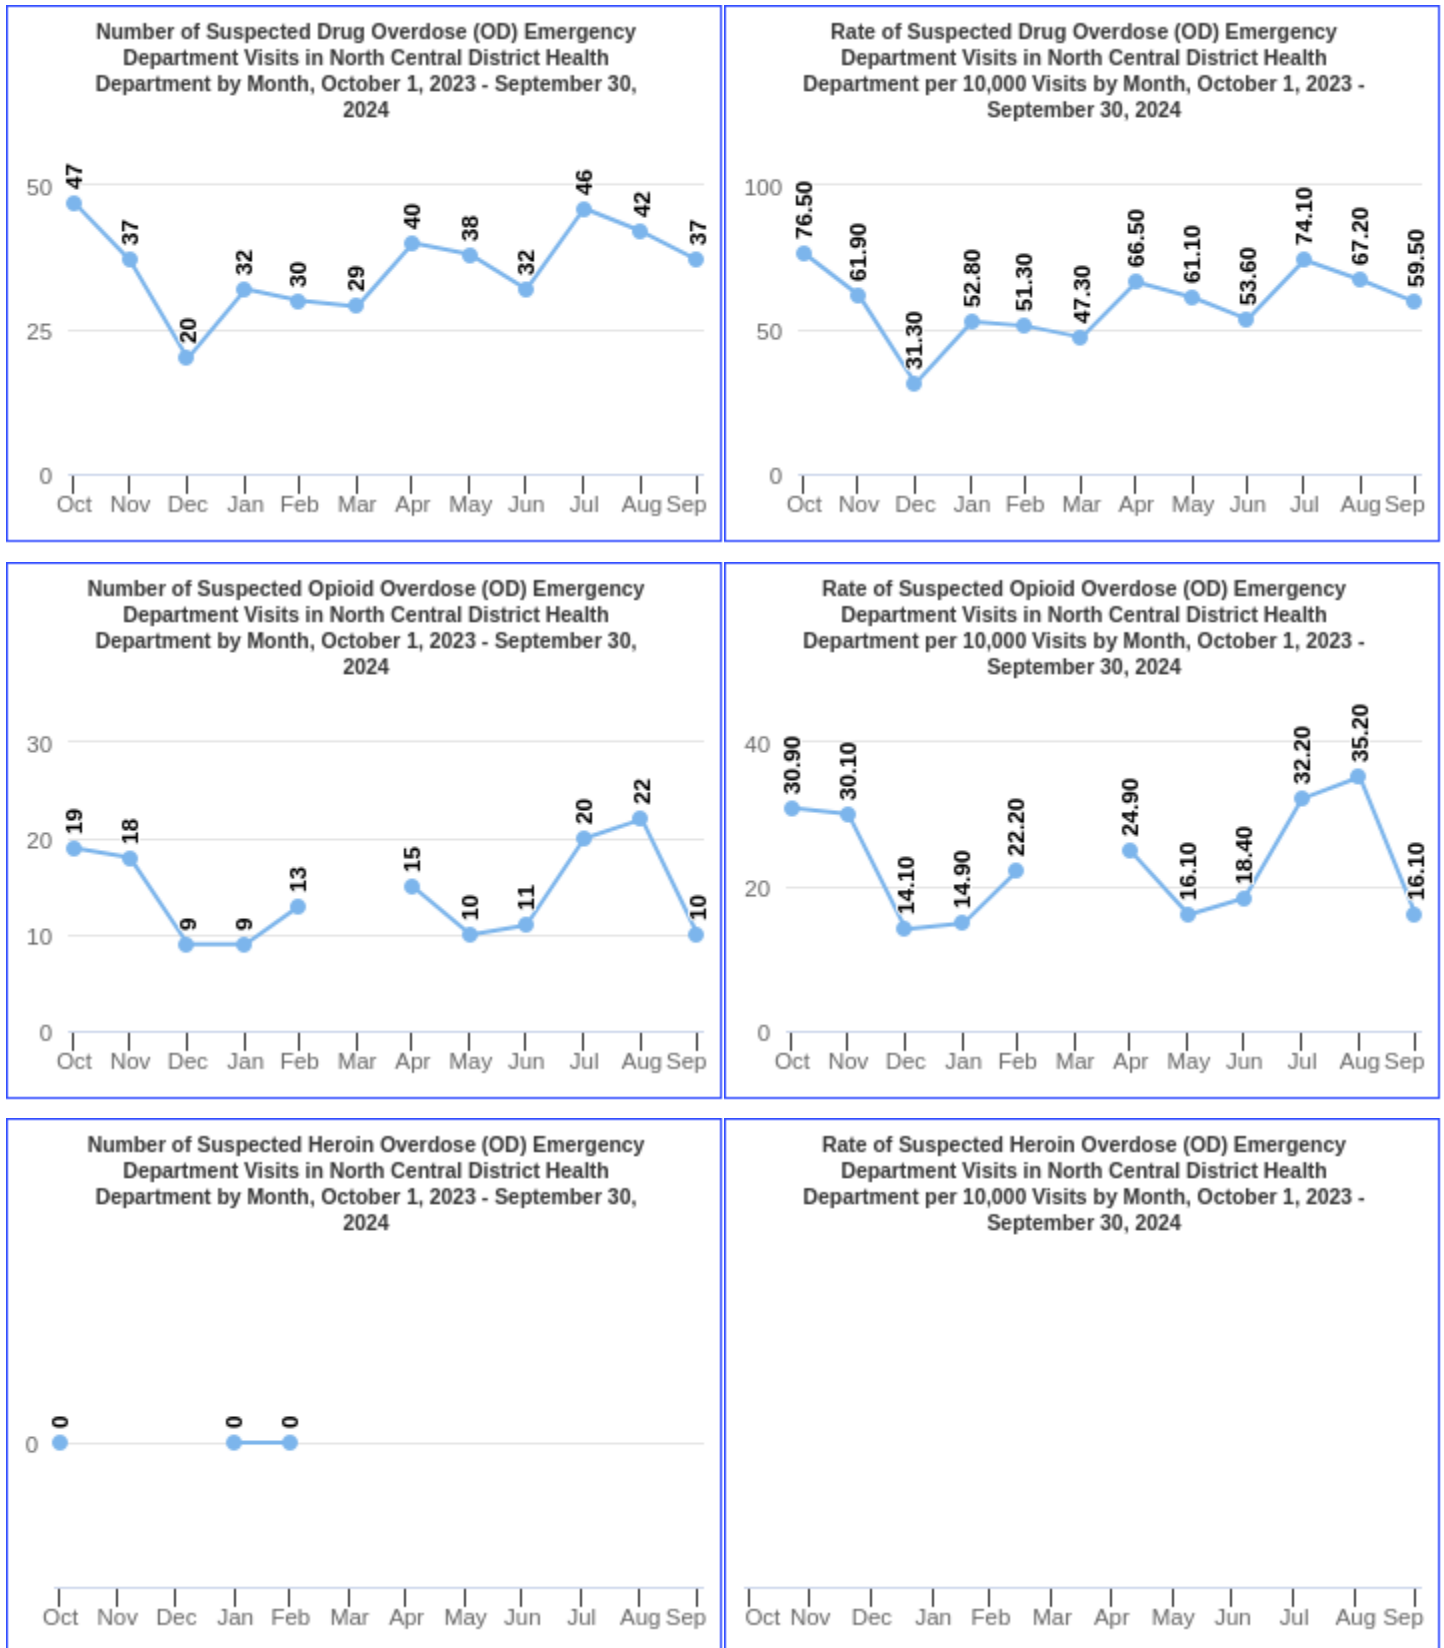 Number of Suspected Drug Overdose (OD) Emergency
Department Visits in North Central District Health
Department by Month, October 1, 2023 - September 30,
2024
50
25
0
47
37
20
32
30
29
40
38
32
46
42
37
Oct Nov Dec Jan Feb Mar Apr May Jun Jul Aug Sep
Rate of Suspected Drug Overdose (OD) Emergency
Department Visits in North Central District Health
Department per 10,000 Visits by Month, October 1, 2023 -
September 30, 2024
100
50
0
76.50
61.90
31.30
52.80
51.30
47.30
66.50
61.10
53.60
74.10
67.20
59.50
Oct Nov Dec Jan Feb Mar Apr May Jun Jul Aug Sep
Number of Suspected Opioid Overdose (OD) Emergency
Department Visits in North Central District Health
Department by Month, October 1, 2023 - September 30,
2024
30
20
10
0
19
18
9
9
13
15
10
11
20
22
10
Oct Nov Dec Jan Feb Mar Apr May Jun Jul Aug Sep
Rate of Suspected Opioid Overdose (OD) Emergency
Department Visits in North Central District Health
Department per 10,000 Visits by Month, October 1, 2023 -
September 30, 2024
40
20
0
30.90
30.10
14.10
14.90
22.20
24.90
16.10
18.40
32.20
35.20
16.10
Oct Nov Dec Jan Feb Mar Apr May Jun Jul Aug Sep
Number of Suspected Heroin Overdose (OD) Emergency
Department Visits in North Central District Health
Department by Month, October 1, 2023 - September 30,
2024
0
0
0
0
Oct Nov Dec Jan Feb Mar Apr May Jun Jul Aug Sep
Rate of Suspected Heroin Overdose (OD) Emergency
Department Visits in North Central District Health
Department per 10,000 Visits by Month, October 1, 2023 -
September 30, 2024
Oct Nov Dec Jan Feb Mar Apr May Jun Jul Aug Sep